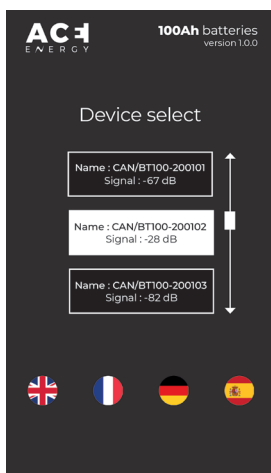 ACE
ENERGY
100Ah batteries
version 1.0.0
Device select
Name : CAN/BT100-200101
Signal : -67 dB
Name : CAN/BT100-200102
Signal : -28 dB
Name : CAN/BT100-200103
Signal : -82 dB